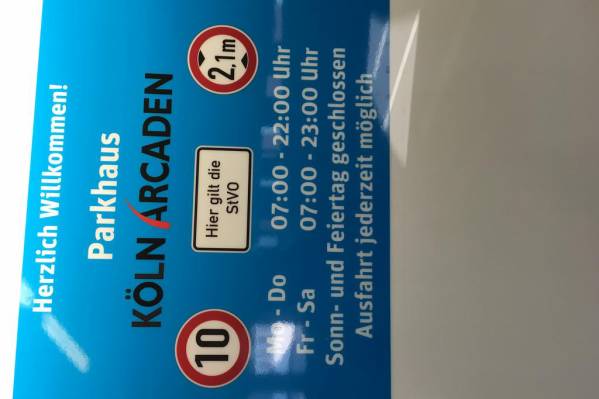 Herzlich Willkommen!
Parkhaus
KÖLN ARCADEN
10
Hier gilt die
StVO
2,1m
Mo - Do 07:00 - 22:00 Uhr
Fr - Sa 07:00 - 23:00 Uhr
Sonn- und Feiertag geschlossen
Ausfahrt jederzeit möglich